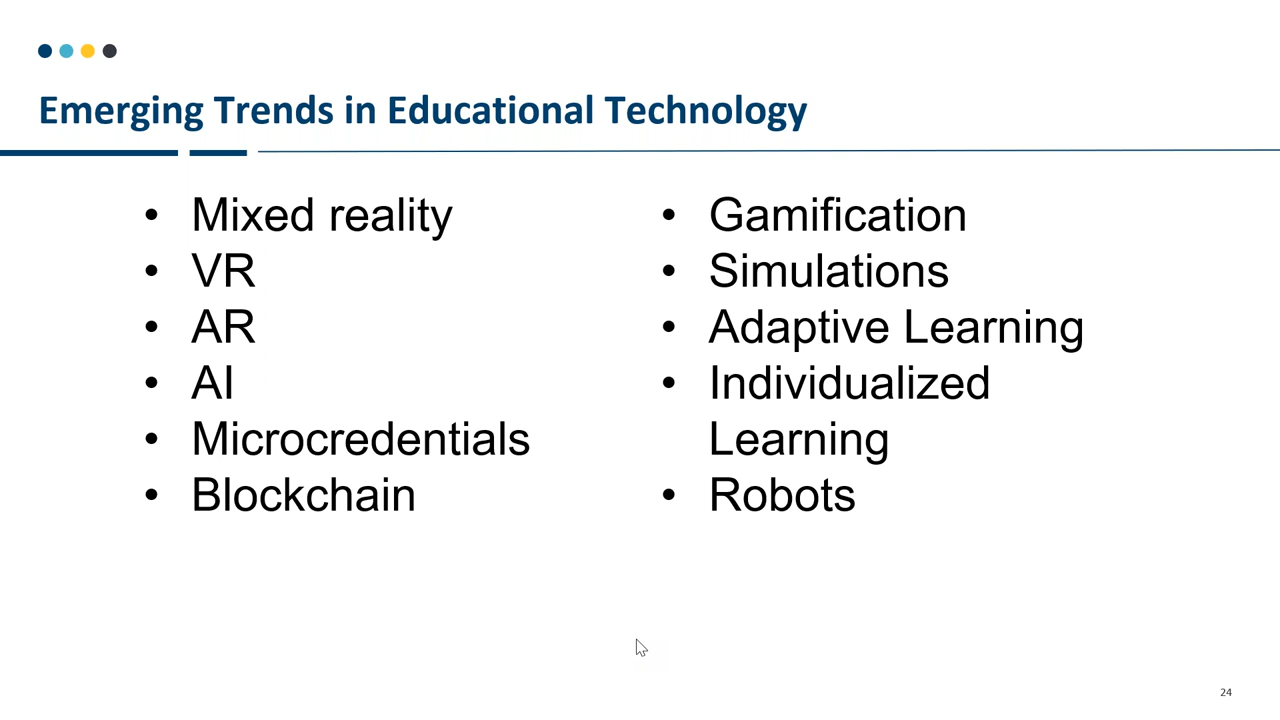 Emerging Trends in Educational Technology
• Mixed reality
• VR
• AR
• AI
• Microcredentials
• Blockchain
• Gamification
• Simulations
• Adaptive Learning
• Individualized
Learning
• Robots
24